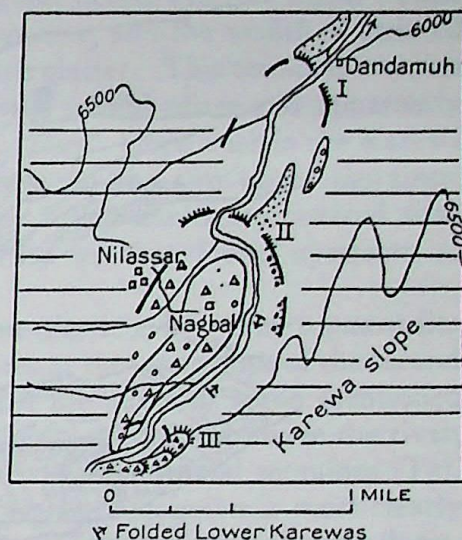 6000
Dandamuh
I
6500
II
6500
Nilassar
Nagbal
Karewa slope
III
0 1 MILE
Folded Lower Karewas